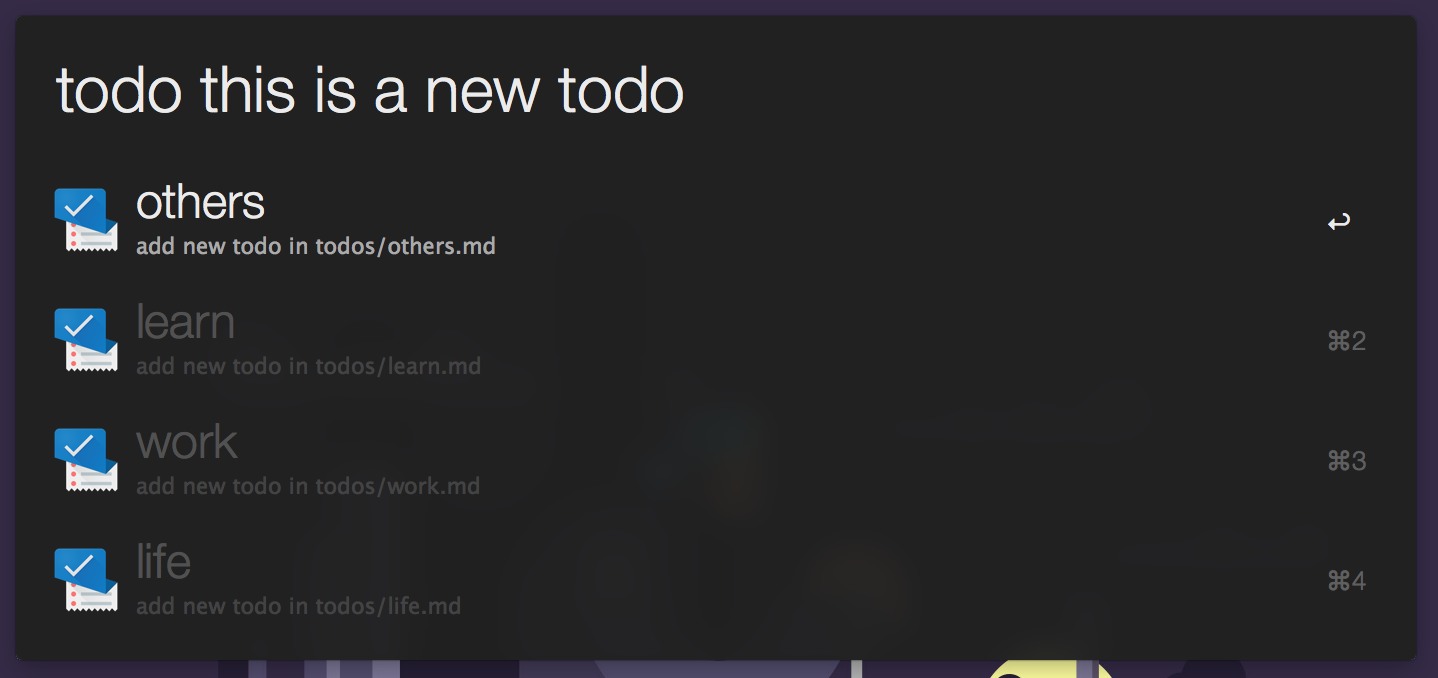 todo this is a new todo
others
add new todo in todos/others.md
↩
learn
add new todo in todos/learn.md
⌘2
work
add new todo in todos/work.md
⌘3
life
add new todo in todos/life.md
⌘4